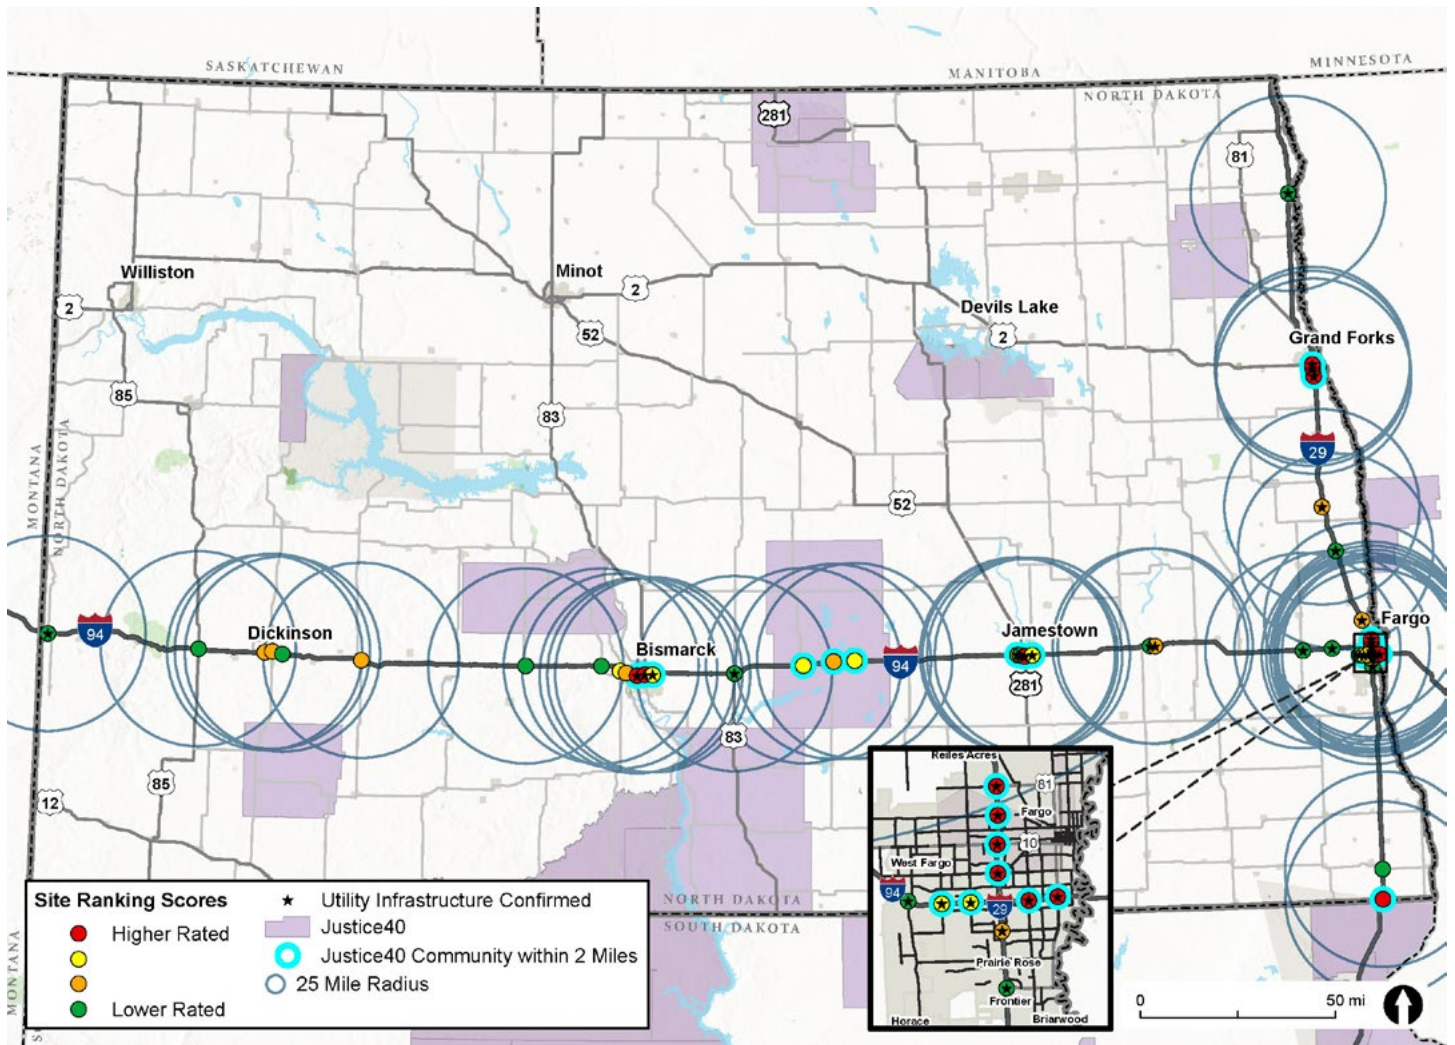 SASKATCHEWAN
MANITOBA
MINNESOTA
NORTH DAKOTA
281
81
Williston
Minot
2
2
Devils Lake
2
52
Grand Forks
85
83
29
MONTANA
NORTH DAKOTA
52
94
Dickinson
Bismarck
Jamestown
Fargo
94
281
83
85
12
Reiles Acres
81
Fargo
10
West Fargo
94
29
Prairie Rose
Frontier
Horace
Briarwood
NORTH DAKOTA
SOUTH DAKOTA
MONTANA
Site Ranking Scores
Higher Rated
Lower Rated
Utility Infrastructure Confirmed
Justice40
Justice40 Community within 2 Miles
25 Mile Radius
0 50 mi